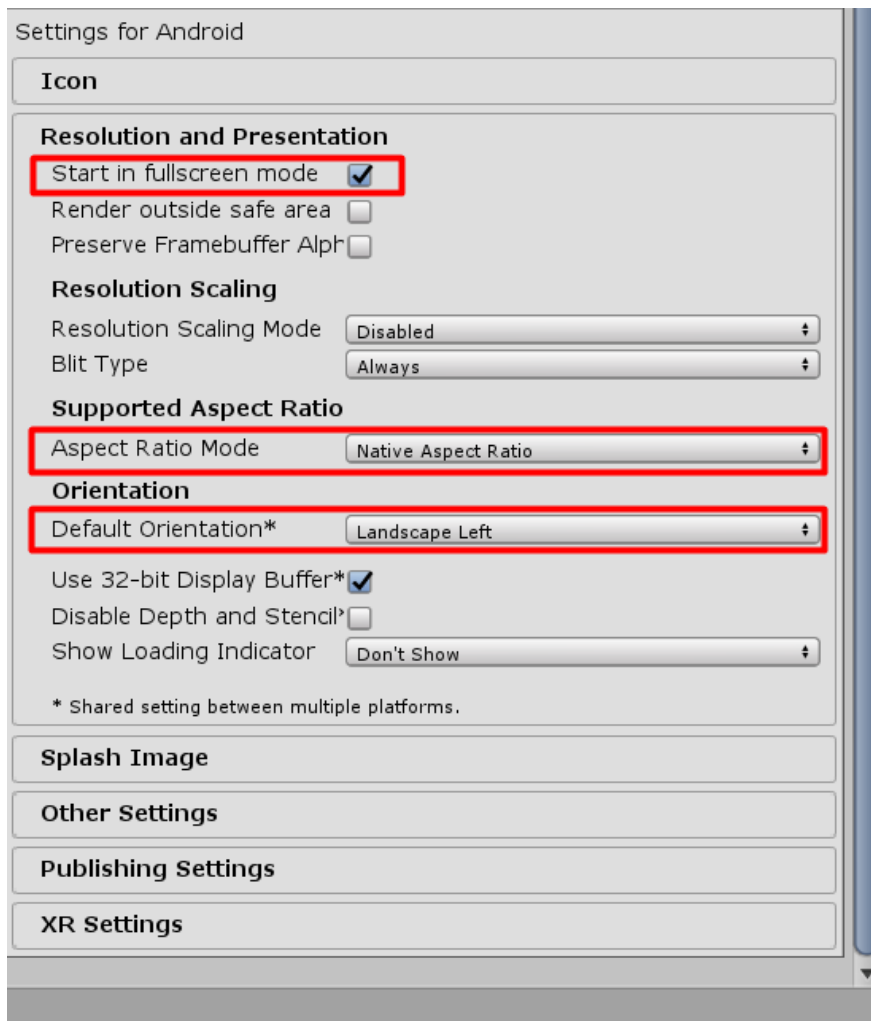 Settings for Android
Icon
Resolution and Presentation
Start in fullscreen mode
Render outside safe area
Preserve Framebuffer Alph
Resolution Scaling
Resolution Scaling Mode Disabled
Blit Type Always
Supported Aspect Ratio
Aspect Ratio Mode Native Aspect Ratio
Orientation
Default Orientation* Landscape Left
Use 32-bit Display Buffer*
Disable Depth and Stencil*
Show Loading Indicator Don't Show
* Shared setting between multiple platforms.
Splash Image
Other Settings
Publishing Settings
XR Settings